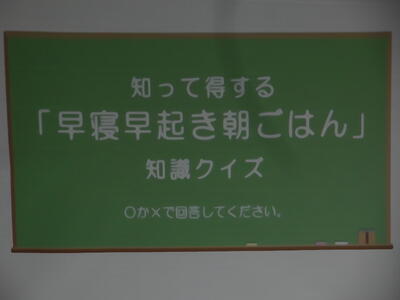 知って得する
「早寝早起き朝ごはん」
知識クイズ
○か×で回答してください。